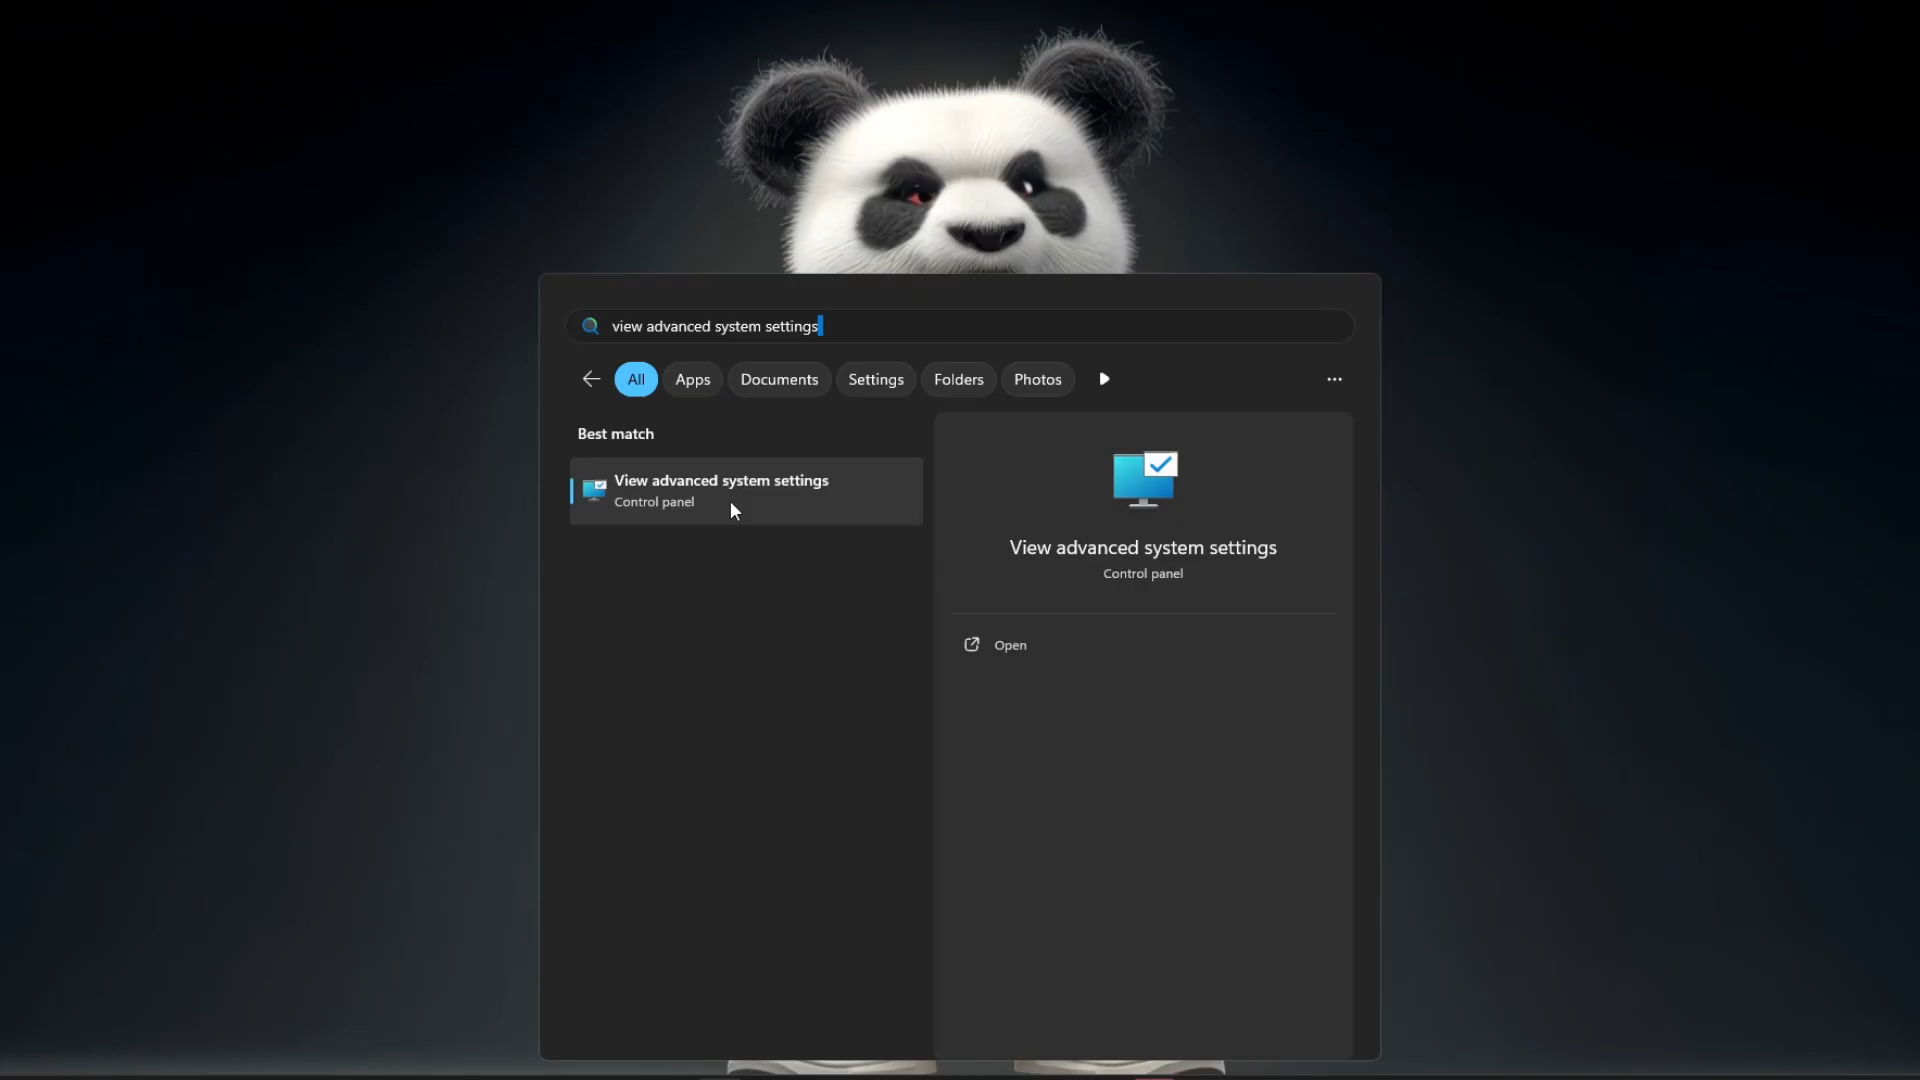 view advanced system settings
All Apps Documents Settings Folders Photos
Best match
View advanced system settings
Control panel
View advanced system settings
Control panel
Open